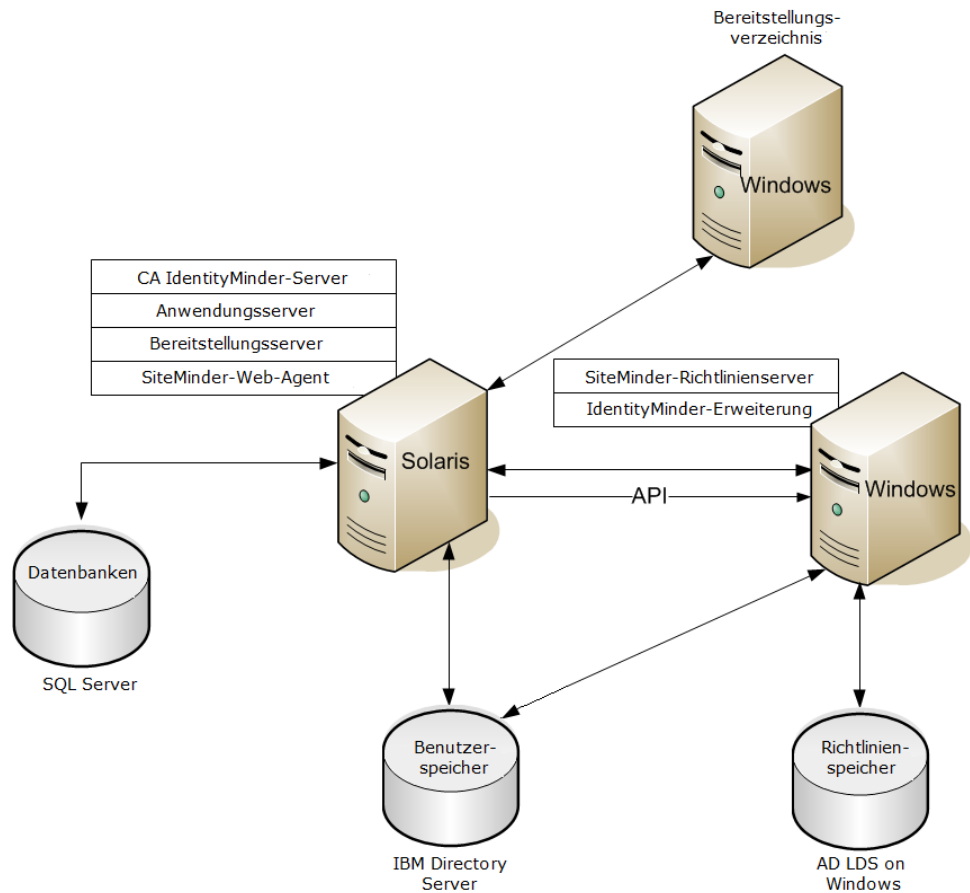 Bereitstellungs-
verzeichnis
Windows
CA IdentityMinder-Server
Anwendungsserver
Bereitstellungsserver
SiteMinder-Web-Agent
SiteMinder-Richtlinienserver
IdentityMinder-Erweiterung
Solaris
API
Windows
Datenbanken
SQL Server
Benutzer-
speicher
IBM Directory
Server
Richtlinien-
speicher
AD LDS on
Windows